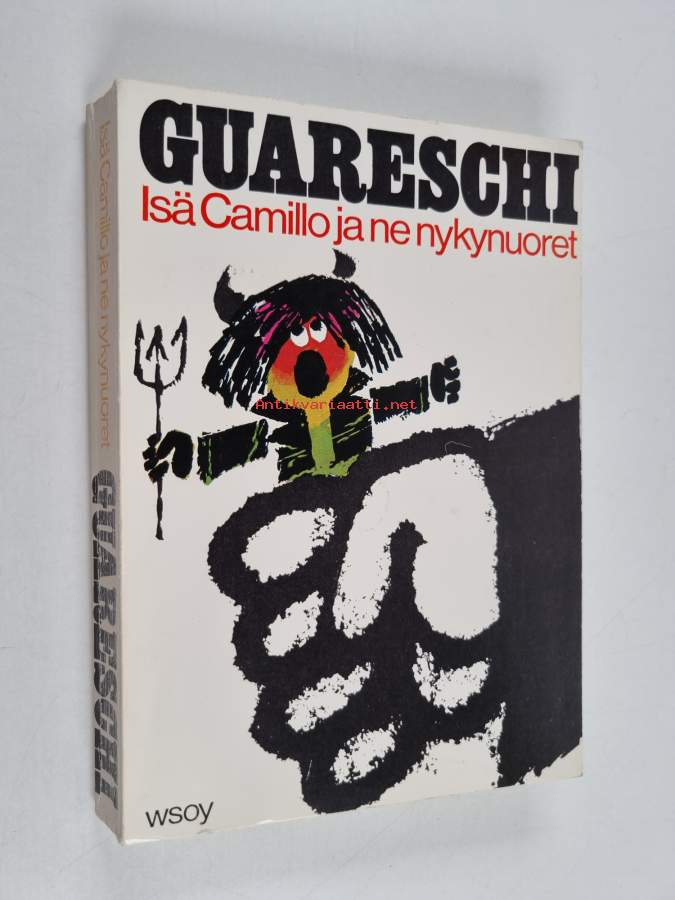 GUARESCHI
Isä Camillo ja ne nykynuoret
Antikvariaatti.net
wsoy
Isä Camillo ja ne nykynuoret
GUARESCHI